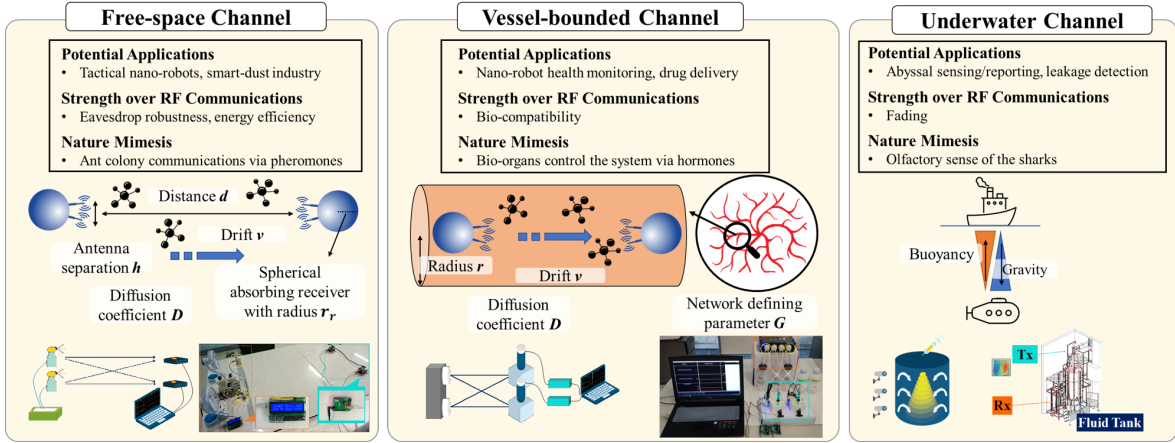 Free-space Channel
Potential Applications
• Tactical nano-robots, smart-dust industry
Strength over RF Communications
• Eavesdrop robustness, energy efficiency
Nature Mimesis
• Ant colony communications via pheromones
Distance d
Drift v
Antenna
separation h
Diffusion
coefficient D
Spherical
absorbing receiver
with radius r_r
Vessel-bounded Channel
Potential Applications
• Nano-robot health monitoring, drug delivery
Strength over RF Communications
• Bio-compatibility
Nature Mimesis
• Bio-organs control the system via hormones
Radius r
Drift v
Diffusion
coefficient D
Network defining
parameter G
Underwater Channel
Potential Applications
• Abyssal sensing/reporting, leakage detection
Strength over RF Communications
• Fading
Nature Mimesis
• Olfactory sense of the sharks
Buoyancy
Gravity
Tx
Rx
Fluid Tank